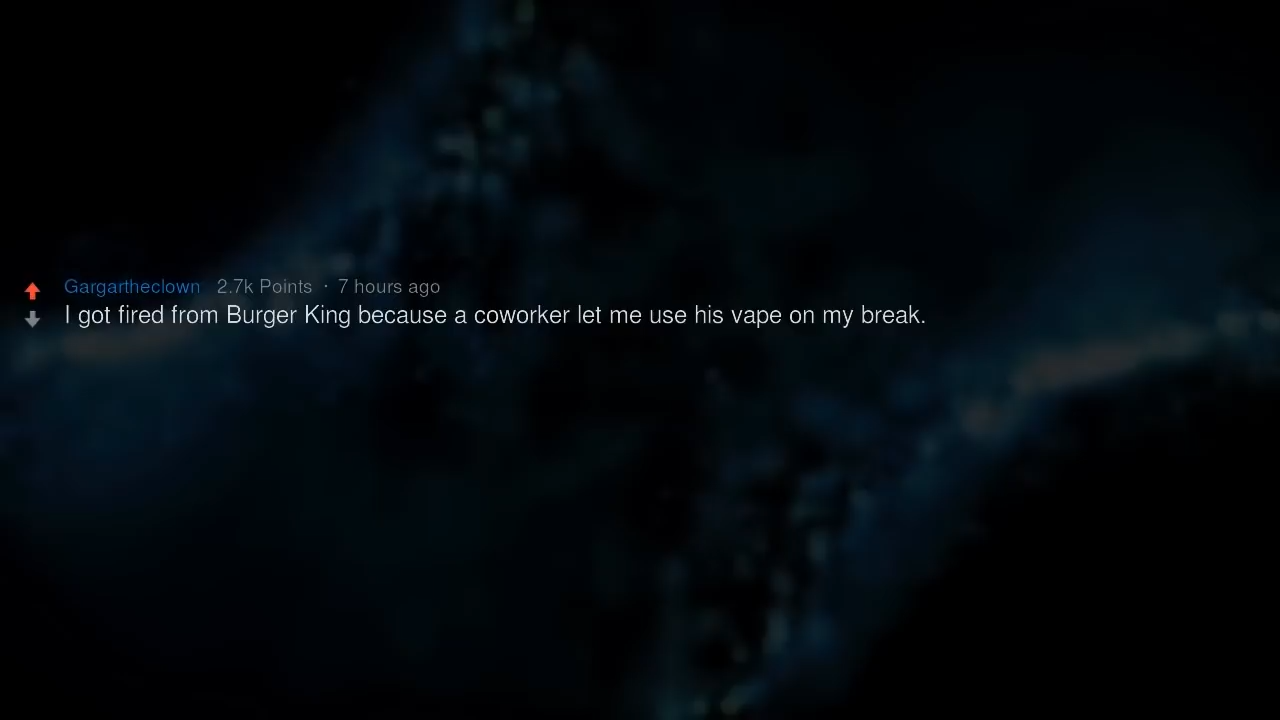 Gargartheclown 2.7k Points · 7 hours ago
I got fired from Burger King because a coworker let me use his vape on my break.